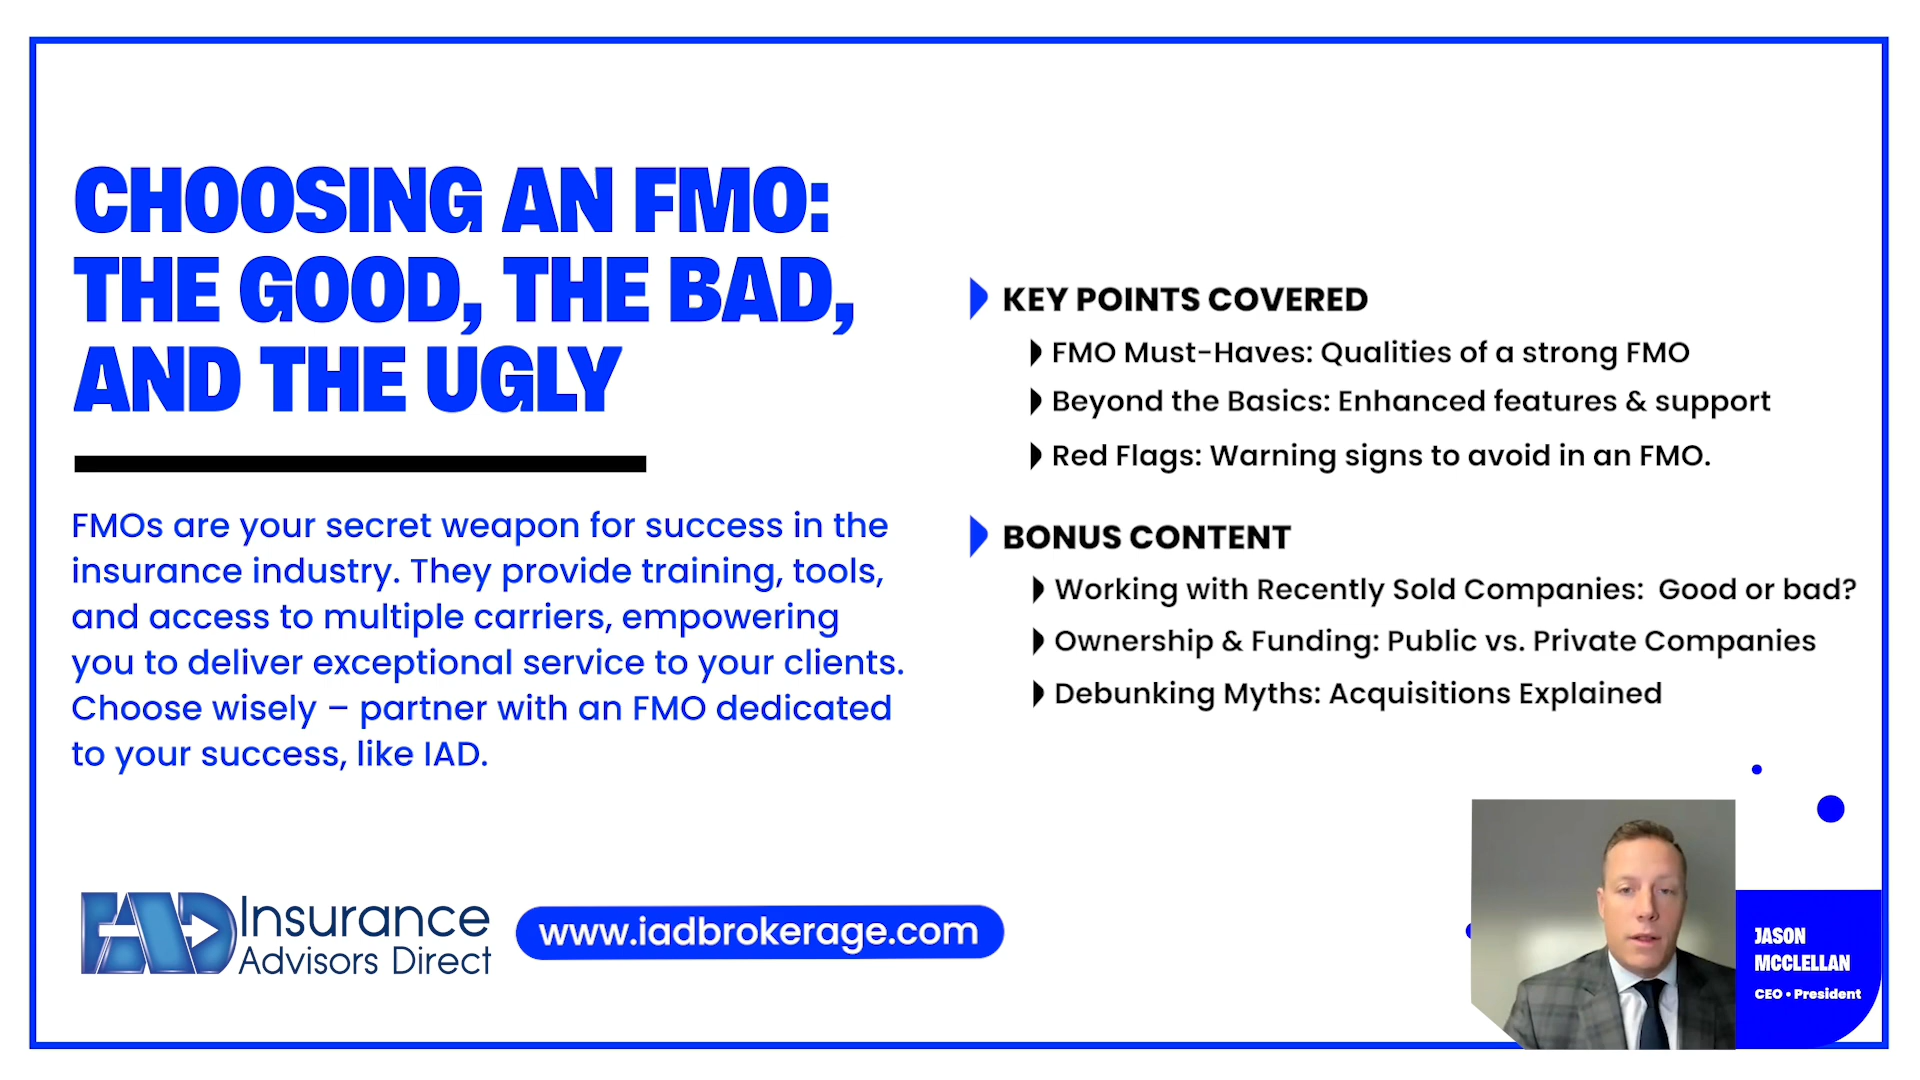 CHOOSING AN FMO:
THE GOOD, THE BAD,
AND THE UGLY
FMOs are your secret weapon for success in the
insurance industry. They provide training, tools,
and access to multiple carriers, empowering
you to deliver exceptional service to your clients.
Choose wisely – partner with an FMO dedicated
to your success, like IAD.
KEY POINTS COVERED
FMO Must-Haves: Qualities of a strong FMO
Beyond the Basics: Enhanced features & support
Red Flags: Warning signs to avoid in an FMO.
BONUS CONTENT
Working with Recently Sold Companies: Good or bad?
Ownership & Funding: Public vs. Private Companies
Debunking Myths: Acquisitions Explained
IAD Insurance
Advisors Direct
www.iadbrokerage.com
JASON
MCCLELLAN
CEO • President